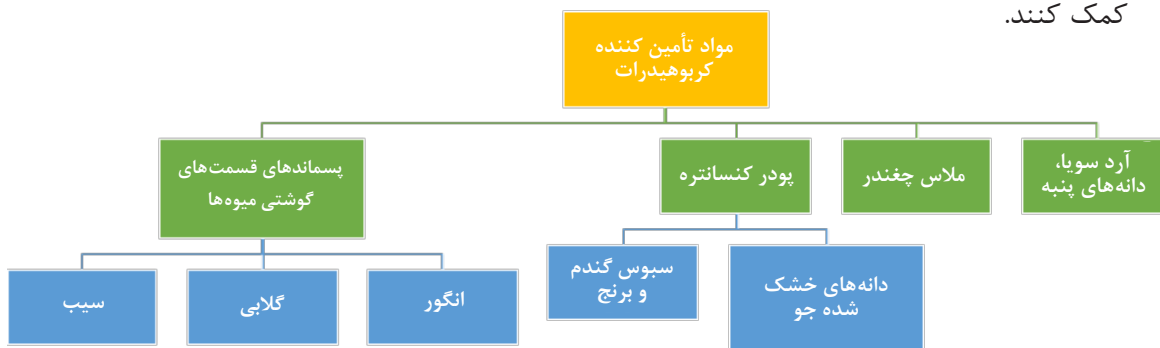 کمک کنند.
مواد تأمین کننده
کربوهیدرات
آرد سویا،
دانه‌های پنبه
ملاس چغندر
پودر کنسانتره
پسماندهای قسمت‌های
گوشتی میوه‌ها
دانه‌های خشک
شده جو
سبوس گندم
و برنج
انگور
گلابی
سیب